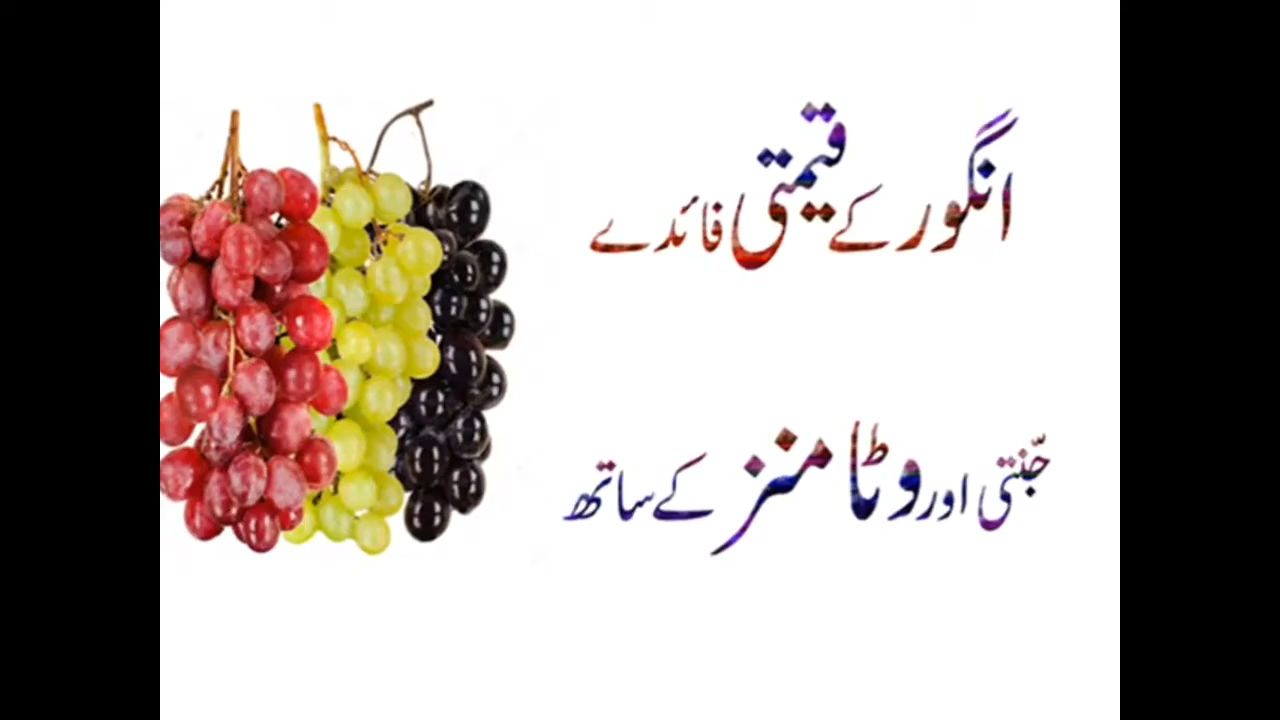 انگور کے قیمتی فائدے
جنّتی اور وٹامنز کے ساتھ